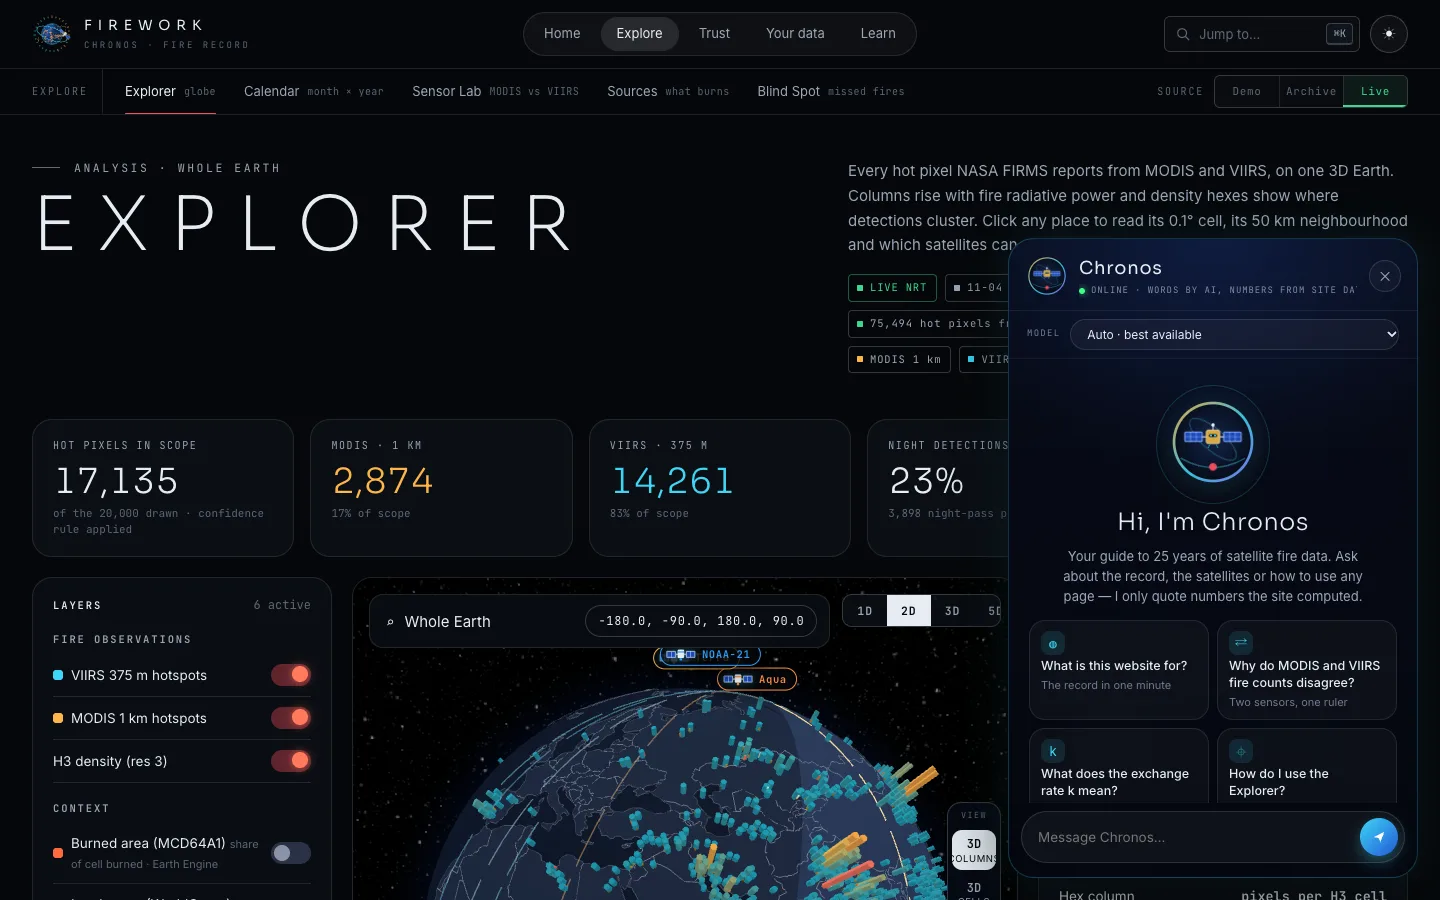 FIREWORK
CHRONOS · FIRE RECORD
Home
Explore
Trust
Your data
Learn
Jump to...
⌘K
EXPLORE
Explorer globe
Calendar month × year
Sensor Lab MODIS vs VIIRS
Sources what burns
Blind Spot missed fires
SOURCE
Demo
Archive
Live
ANALYSIS · WHOLE EARTH
EXPLORER
Every hot pixel NASA FIRMS reports from MODIS and VIIRS, on one 3D Earth.
Columns rise with fire radiative power and density hexes show where
detections cluster. Click any place to read its 0.1° cell, its 50 km neighbourhood
and which satellites can
LIVE NRT
11-04
75,494 hot pixels
MODIS 1 km
HOT PIXELS IN SCOPE
17,135
of the 20,000 drawn · confidence
rule applied
MODIS · 1 KM
2,874
17% of scope
VIIRS · 375 M
14,261
83% of scope
NIGHT DETECTIONS
23%
3,898 night-pass
LAYERS
6 active
FIRE OBSERVATIONS
VIIRS 375 m hotspots
MODIS 1 km hotspots
H3 density (res 3)
CONTEXT
Burned area (MCD64A1) share
of cell burned · Earth Engine
Whole Earth
-180.0, -90.0, 180.0, 90.0
1D
2D
3D
5D
NOAA-21
Aqua
VIEW
3D
COLUMNS
3D
Chronos
ONLINE · WORDS BY AI, NUMBERS FROM SITE DA
MODEL
Auto · best available
Hi, I'm Chronos
Your guide to 25 years of satellite fire data. Ask
about the record, the satellites or how to use any
page — I only quote numbers the site computed.
What is this website for?
The record in one minute
Why do MODIS and VIIRS
fire counts disagree?
Two sensors, one ruler
k
What does the exchange
rate k mean?
How do I use the
Explorer?
Message Chronos...
Hex column
pixels per H3 cell